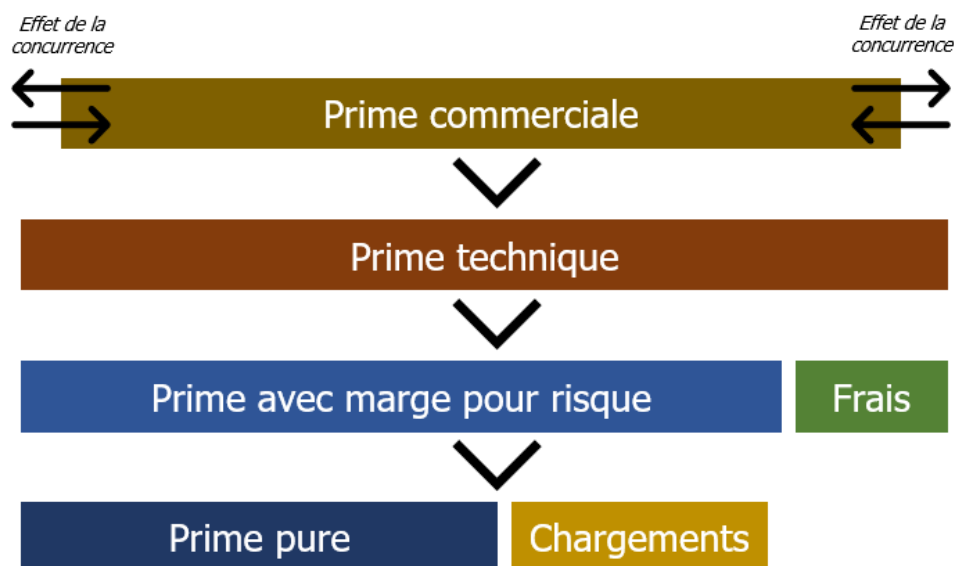 Effet de la
concurrence
Effet de la
concurrence
Prime commerciale
Prime technique
Prime avec marge pour risque
Frais
Prime pure
Chargements